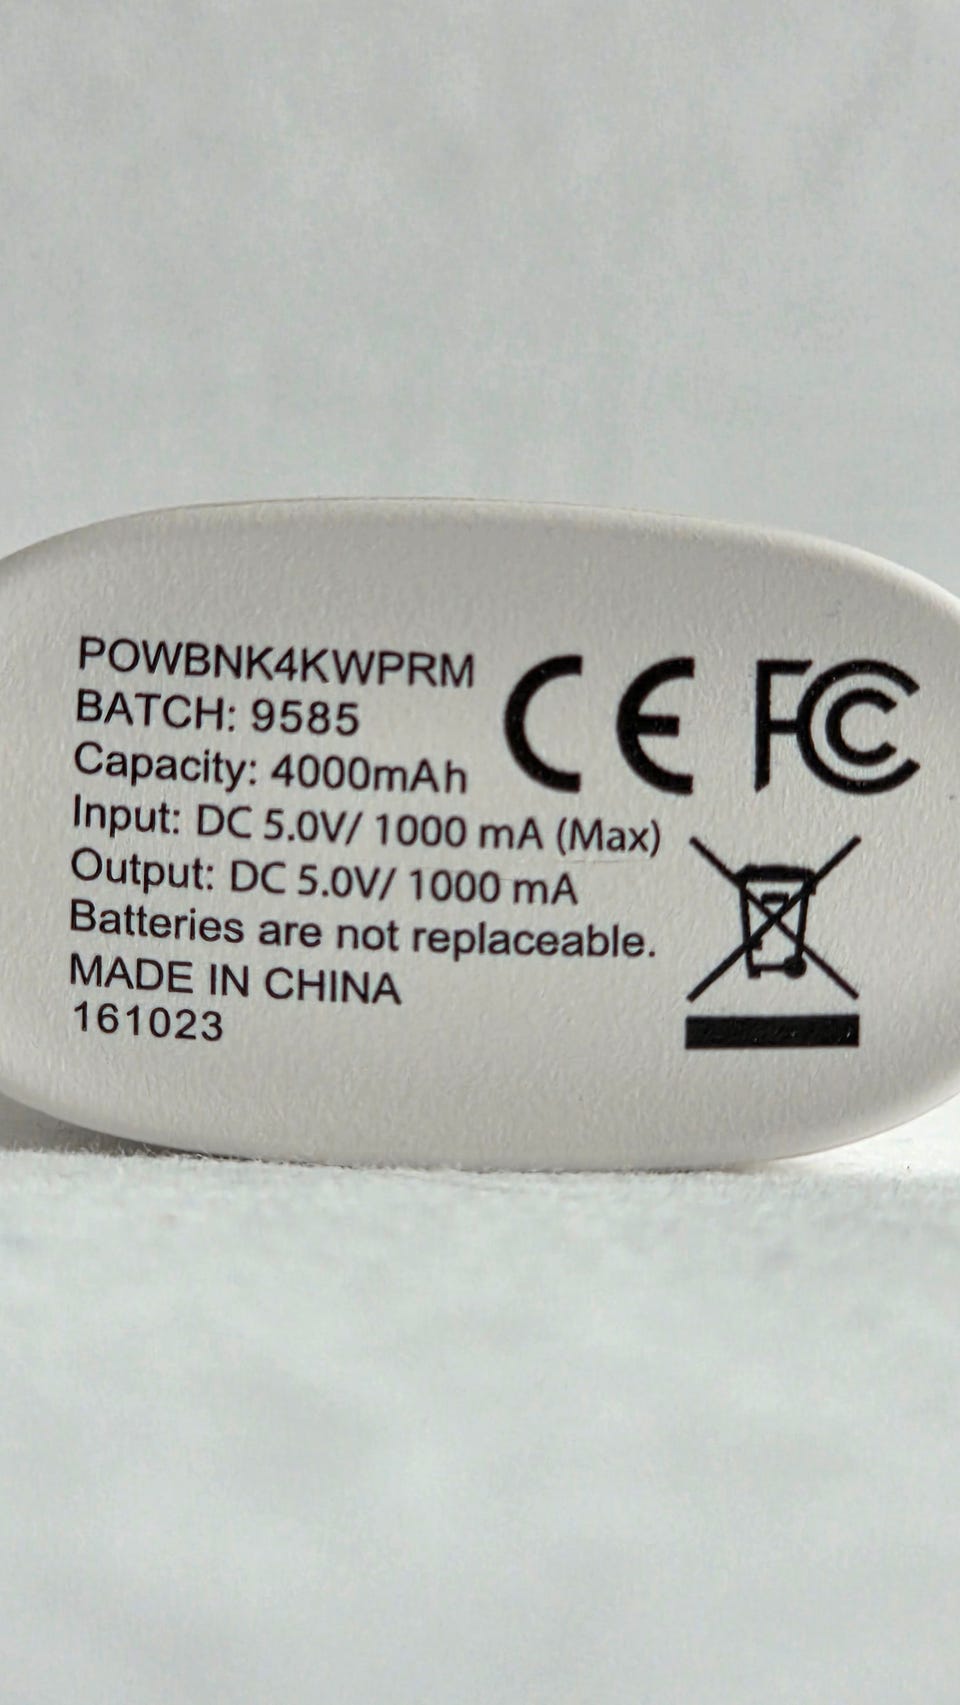 POWBNK4KWPRM
BATCH: 9585
Capacity: 4000mAh
Input: DC 5.0V/ 1000 mA (Max)
Output: DC 5.0V/ 1000 mA
Batteries are not replaceable.
MADE IN CHINA
161023
CE FC